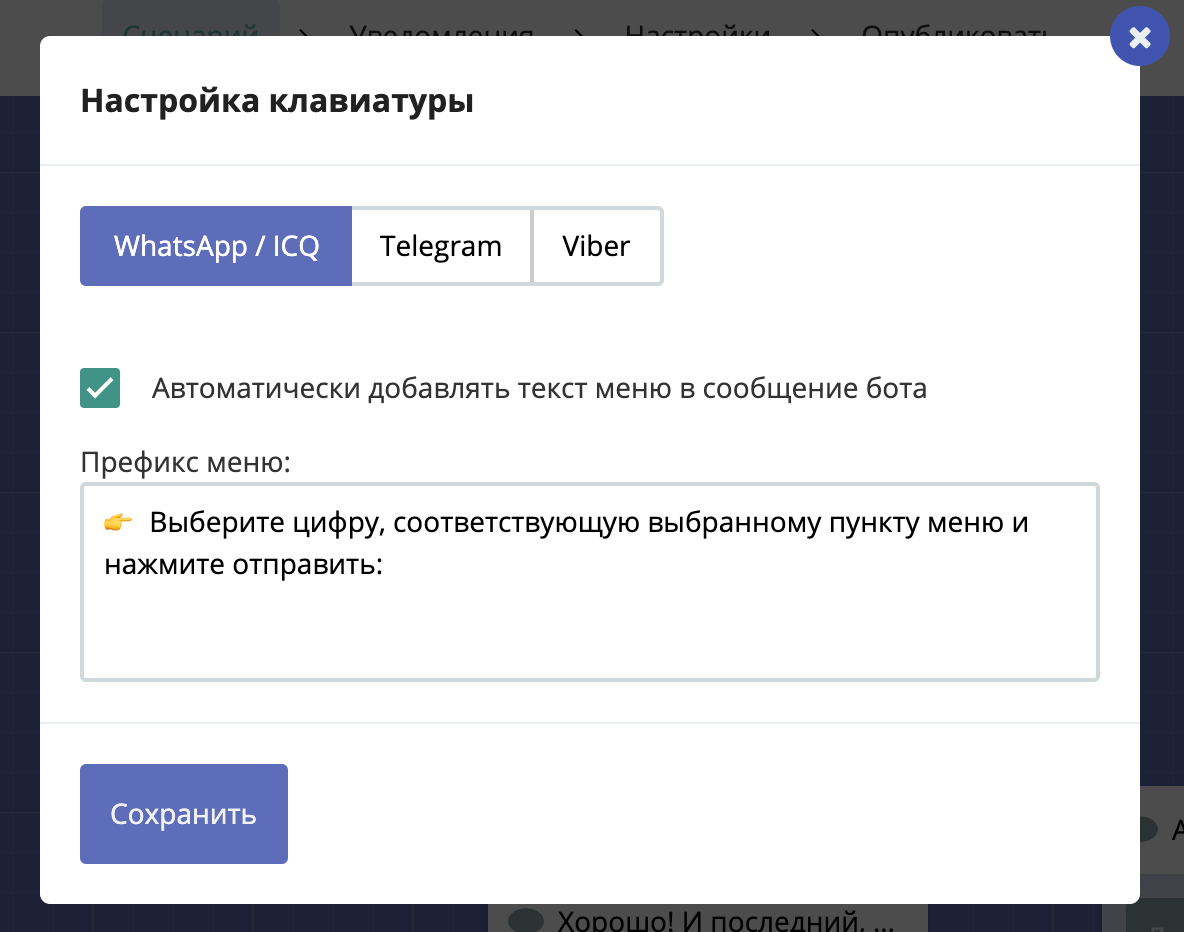 Сценарий > Уведомления > Настройки > Опубликовать
Настройка клавиатуры
WhatsApp / ICQ Telegram Viber
Автоматически добавлять текст меню в сообщение бота
Префикс меню:
👉 Выберите цифру, соответствующую выбранному пункту меню и
нажмите отправить:
Сохранить
Хорошо! И последний, ...